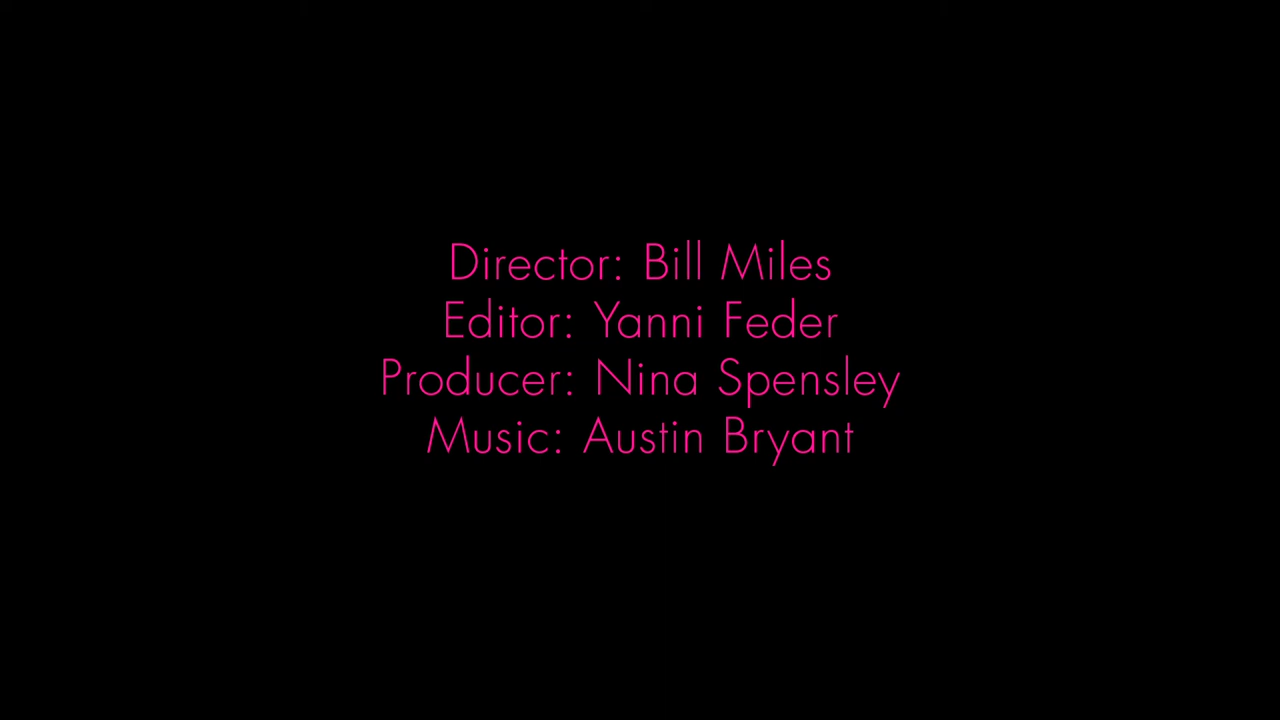 Director: Bill Miles
Editor: Yanni Feder
Producer: Nina Spensley
Music: Austin Bryant